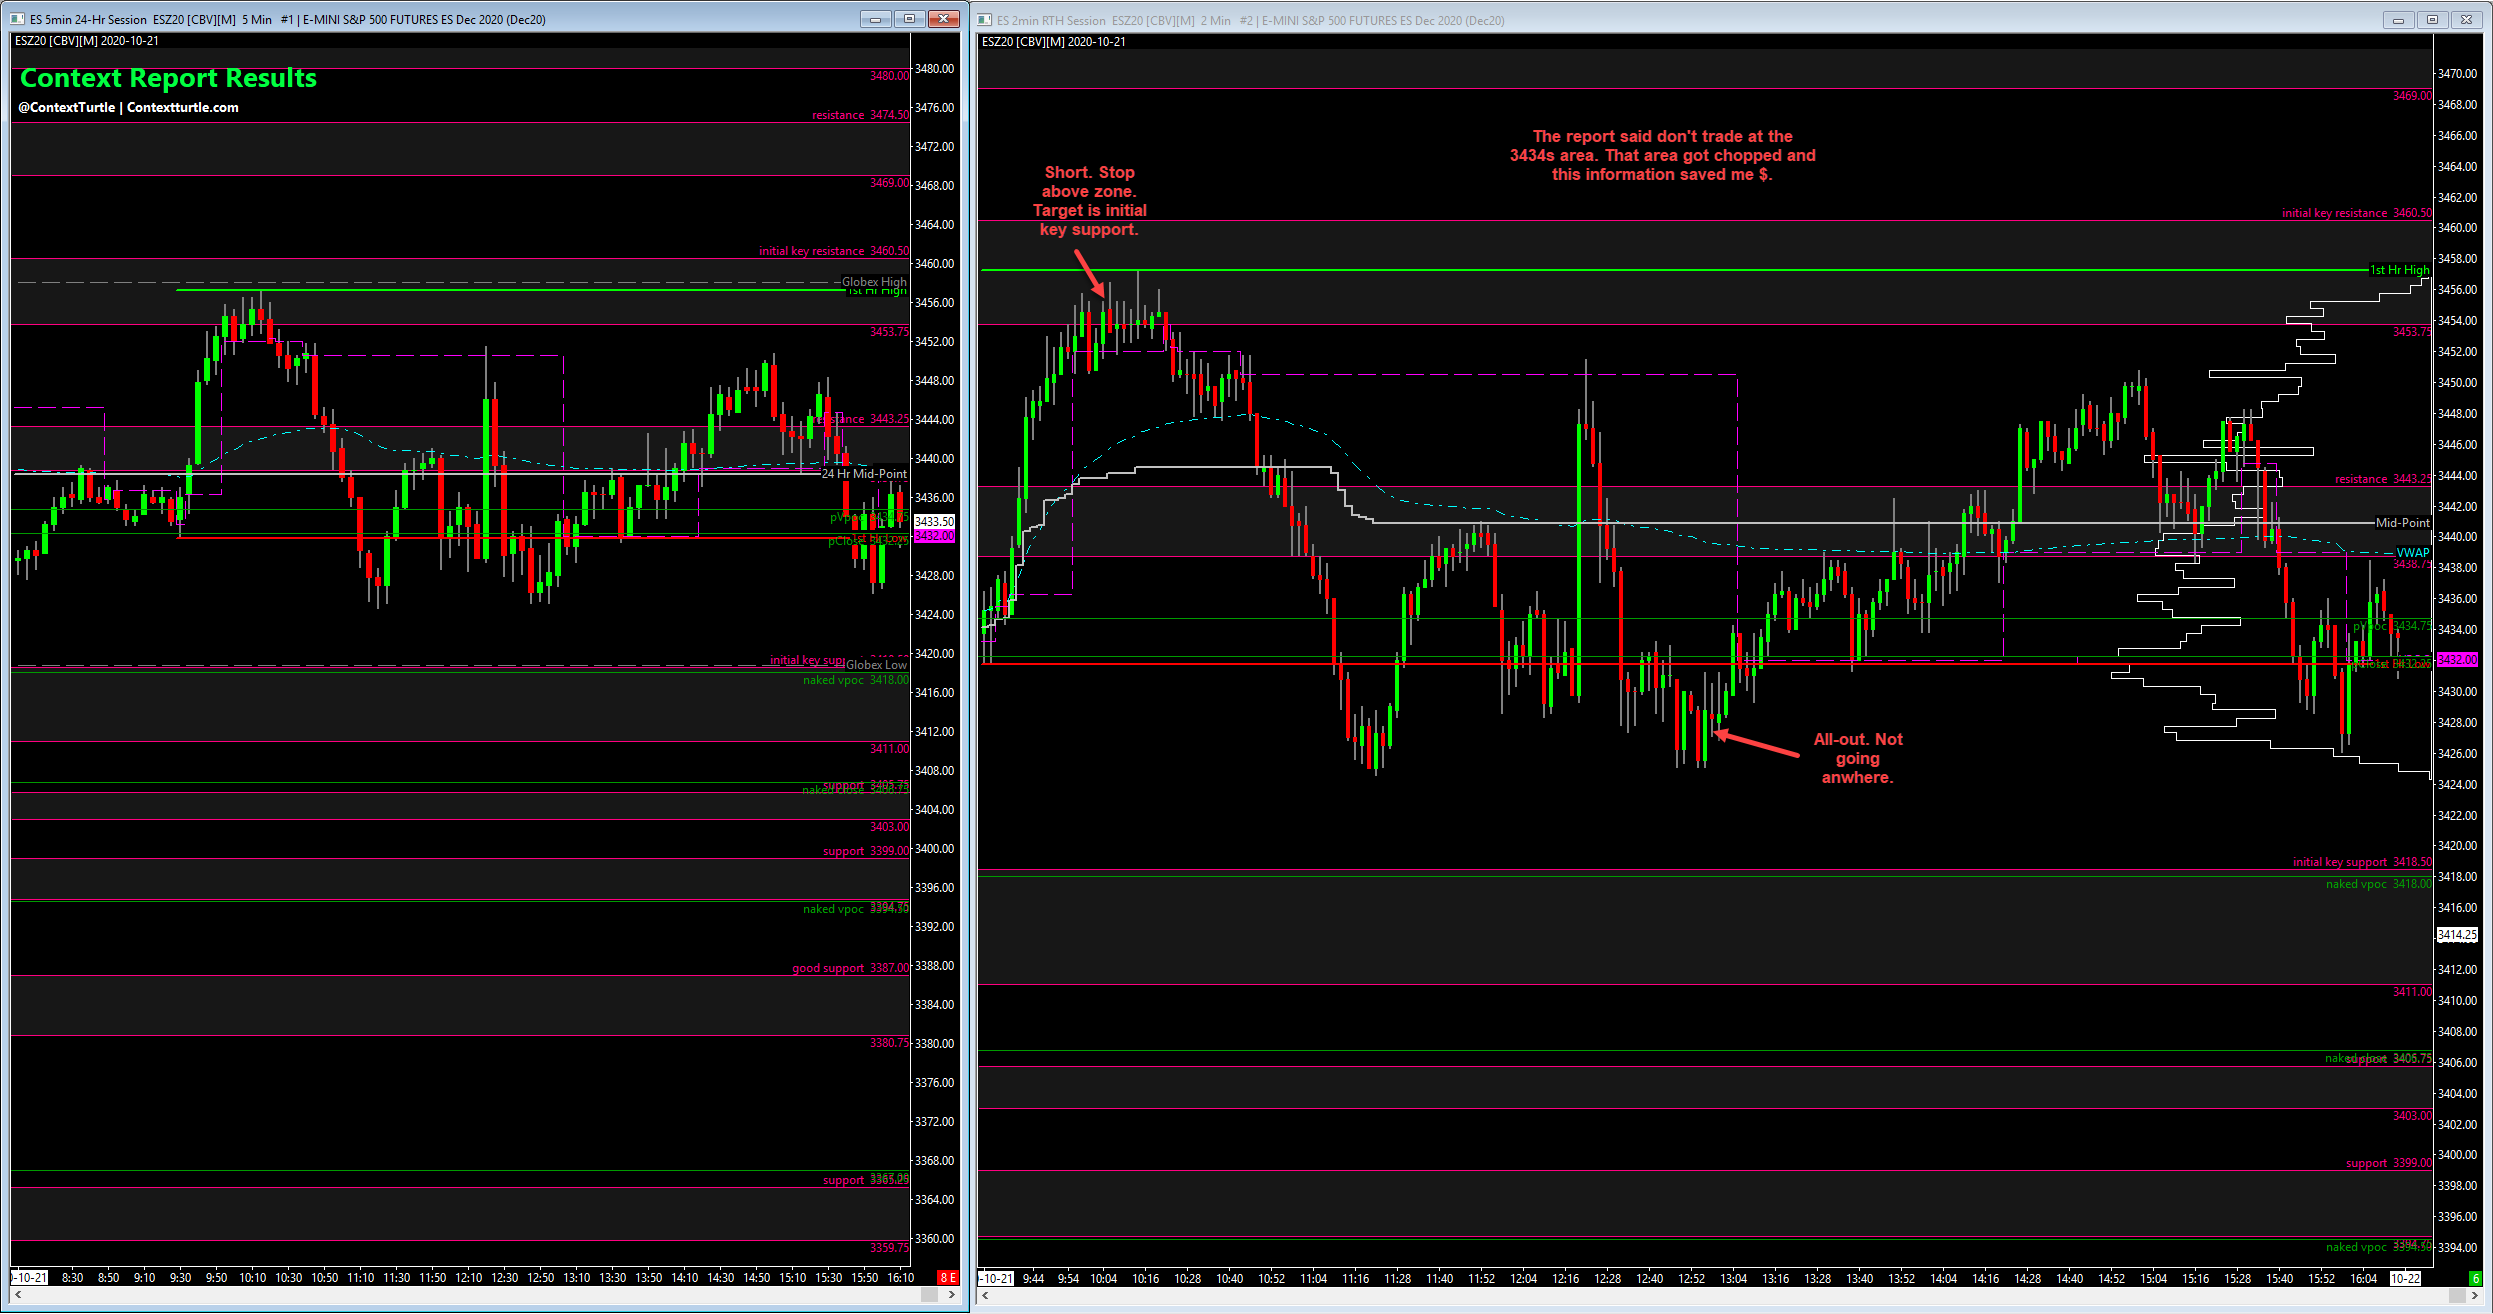 ES 5min 24-Hr Session  ESZ20 [CBV][M]  5 Min   #1 | E-MINI S&P 500 FUTURES ES Dec 2020 (Dec20)
ESZ20 [CBV][M] 2020-10-21
Context Report Results
@ContextTurtle | Contextturtle.com
3480.00
resistance 3474.50
3469.00
initial key resistance 3460.50
Globex High
1st Hr High
3453.75
resistance 3443.25
24 Hr Mid-Point
pVpoc 3434.75
pClose 3432.25
initial key
Globex Low
naked vpoc 3418.00
3411.00
support
naked close 3406.75
3403.00
support 3399.00
naked vpoc 3394.50
good support 3387.00
3380.75
support 3365.25
3359.75
3480.00
3476.00
3472.00
3468.00
3464.00
3460.00
3456.00
3452.00
3448.00
3444.00
3440.00
3436.00
3433.50
3432.00
3428.00
3424.00
3420.00
3416.00
3412.00
3408.00
3404.00
3400.00
3396.00
3392.00
3388.00
3384.00
3380.00
3376.00
3372.00
3368.00
3364.00
3360.00
-10-21 8:30 8:50 9:10 9:30 9:50 10:10 10:30 10:50 11:10 11:30 11:50 12:10 12:30 12:50 13:10 13:30 13:50 14:10 14:30 14:50 15:10 15:30 15:50 16:10 8 E
ES 2min RTH Session  ESZ20 [CBV][M]  2 Min   #2 | E-MINI S&P 500 FUTURES ES Dec 2020 (Dec20)
ESZ20 [CBV][M] 2020-10-21
The report said don't trade at the
3434s area. That area got chopped and
this information saved me $.
Short. Stop
above zone.
Target is initial
key support.
All-out. Not
going
anwhere.
3469.00
initial key resistance 3460.50
1st Hr High
3453.75
resistance 3443.25
Mid-Point
VWAP
3438.75
pVpoc 3434.75
initial key support 3418.50
naked vpoc 3418.00
3411.00
naked close 3406.75
3403.00
support 3399.00
naked vpoc 3394.50
3470.00
3468.00
3466.00
3464.00
3462.00
3460.00
3458.00
3456.00
3454.00
3452.00
3450.00
3448.00
3446.00
3444.00
3442.00
3440.00
3438.00
3436.00
3434.00
3432.00
3430.00
3428.00
3426.00
3424.00
3422.00
3420.00
3418.00
3416.00
3414.25
3412.00
3410.00
3408.00
3406.00
3404.00
3402.00
3400.00
3398.00
3396.00
3394.00
-10-21 9:44 9:54 10:04 10:16 10:28 10:40 10:52 11:04 11:16 11:28 11:40 11:52 12:04 12:16 12:28 12:40 12:52 13:04 13:16 13:28 13:40 13:52 14:04 14:16 14:28 14:40 14:52 15:04 15:16 15:28 15:40 15:52 16:04 10-22 6